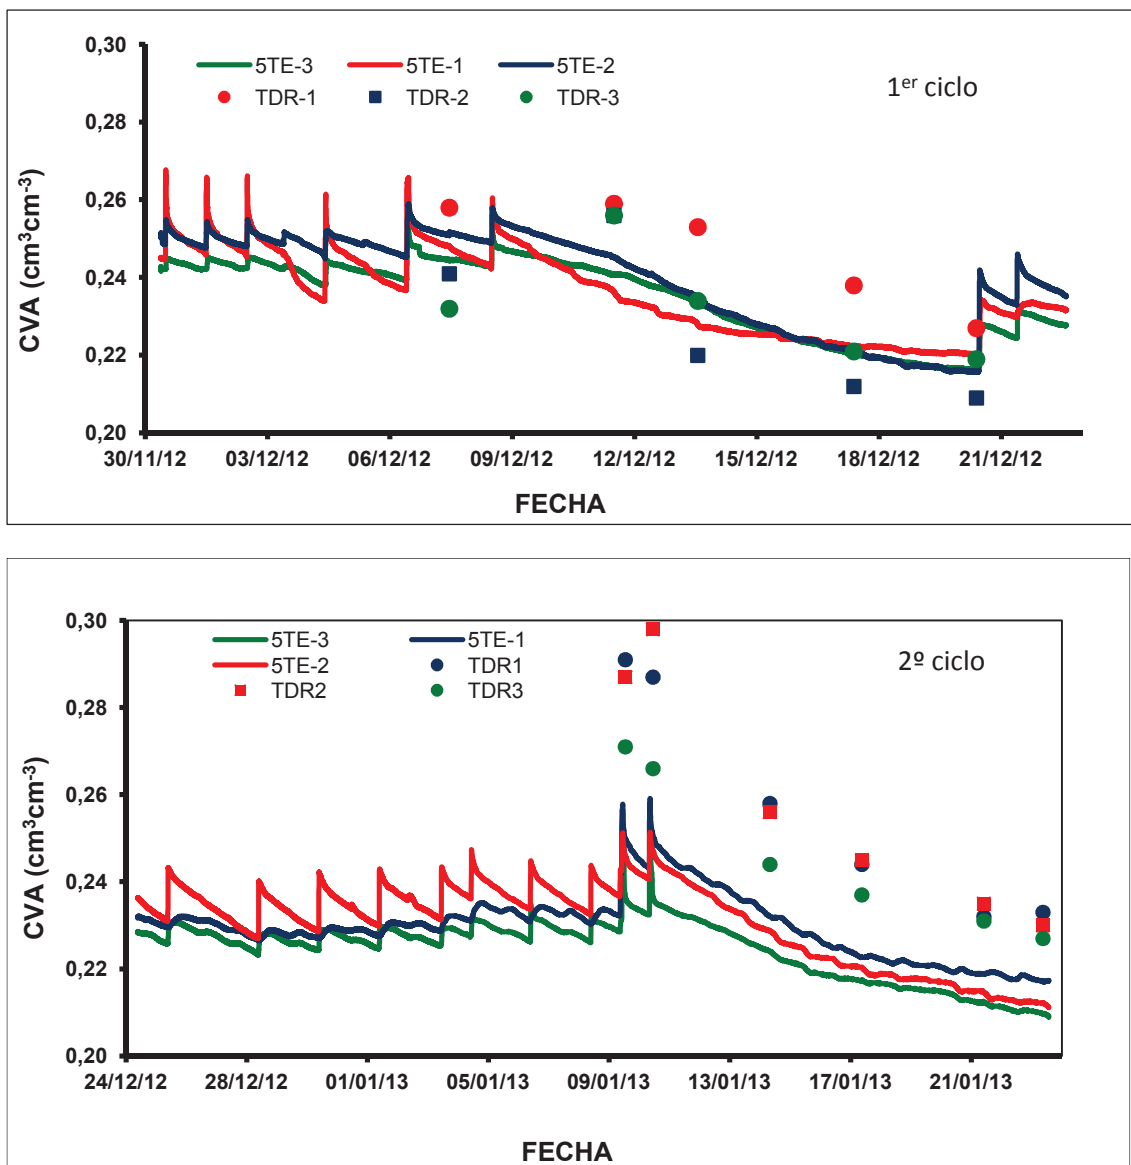 0,30
5TE-3 5TE-1 5TE-2
TDR-1 TDR-2 TDR-3
1er ciclo
0,28
0,26
0,24
0,22
0,20
CVA (cm3cm-3)
30/11/12 03/12/12 06/12/12 09/12/12 12/12/12 15/12/12 18/12/12 21/12/12
FECHA
0,30
5TE-3 5TE-1
5TE-2 TDR1
TDR2 TDR3
2º ciclo
0,28
0,26
0,24
0,22
0,20
CVA (cm3cm-3)
24/12/12 28/12/12 01/01/13 05/01/13 09/01/13 13/01/13 17/01/13 21/01/13
FECHA